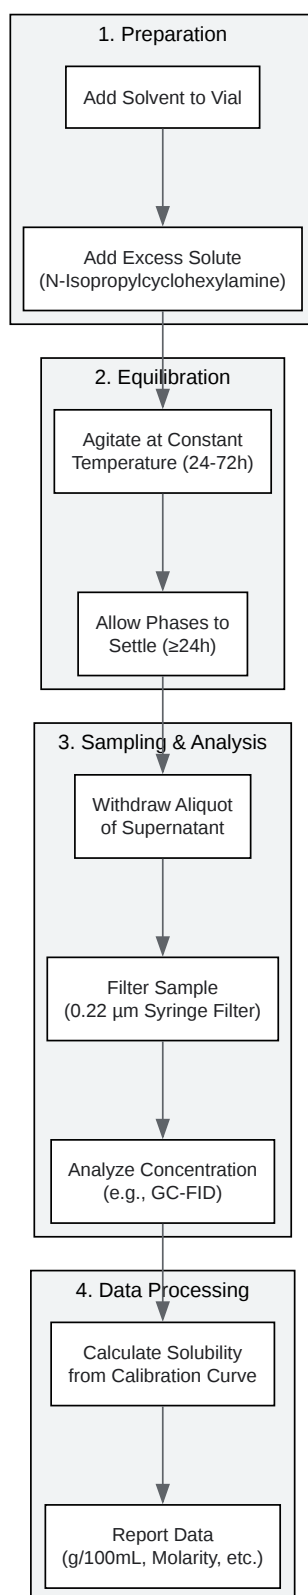 1. Preparation
Add Solvent to Vial
Add Excess Solute
(N-Isopropylcyclohexylamine)
2. Equilibration
Agitate at Constant
Temperature (24-72h)
Allow Phases to
Settle (≥24h)
3. Sampling & Analysis
Withdraw Aliquot
of Supernatant
Filter Sample
(0.22 µm Syringe Filter)
Analyze Concentration
(e.g., GC-FID)
4. Data Processing
Calculate Solubility
from Calibration Curve
Report Data
(g/100mL, Molarity, etc.)